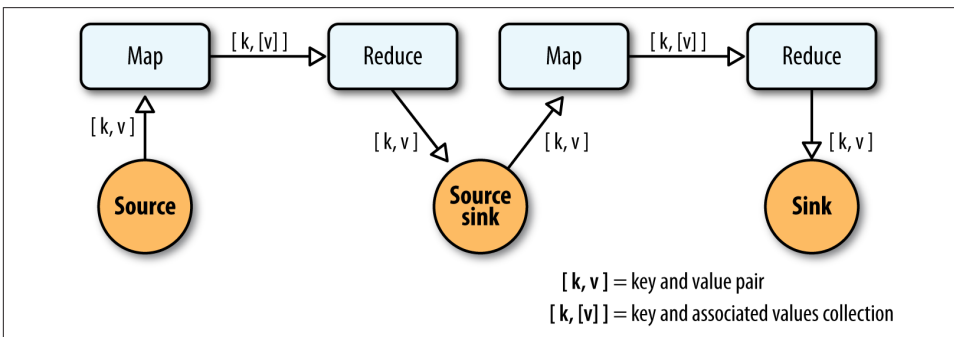 Map
[ k, [v] ]
Reduce
Map
[ k, [v] ]
Reduce
[ k, v ]
[ k, v ]
[ k, v ]
[ k, v ]
Source
Source
sink
Sink
[ k, v ] = key and value pair
[ k, [v] ] = key and associated values collection